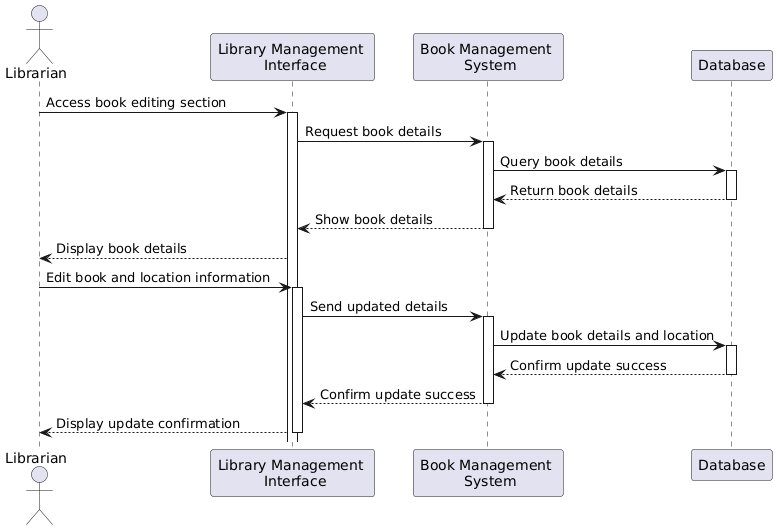 Librarian
Library Management
Interface
Book Management
System
Database
Access book editing section
Request book details
Query book details
Return book details
Show book details
Display book details
Edit book and location information
Send updated details
Update book details and location
Confirm update success
Confirm update success
Display update confirmation
Librarian
Library Management
Interface
Book Management
System
Database